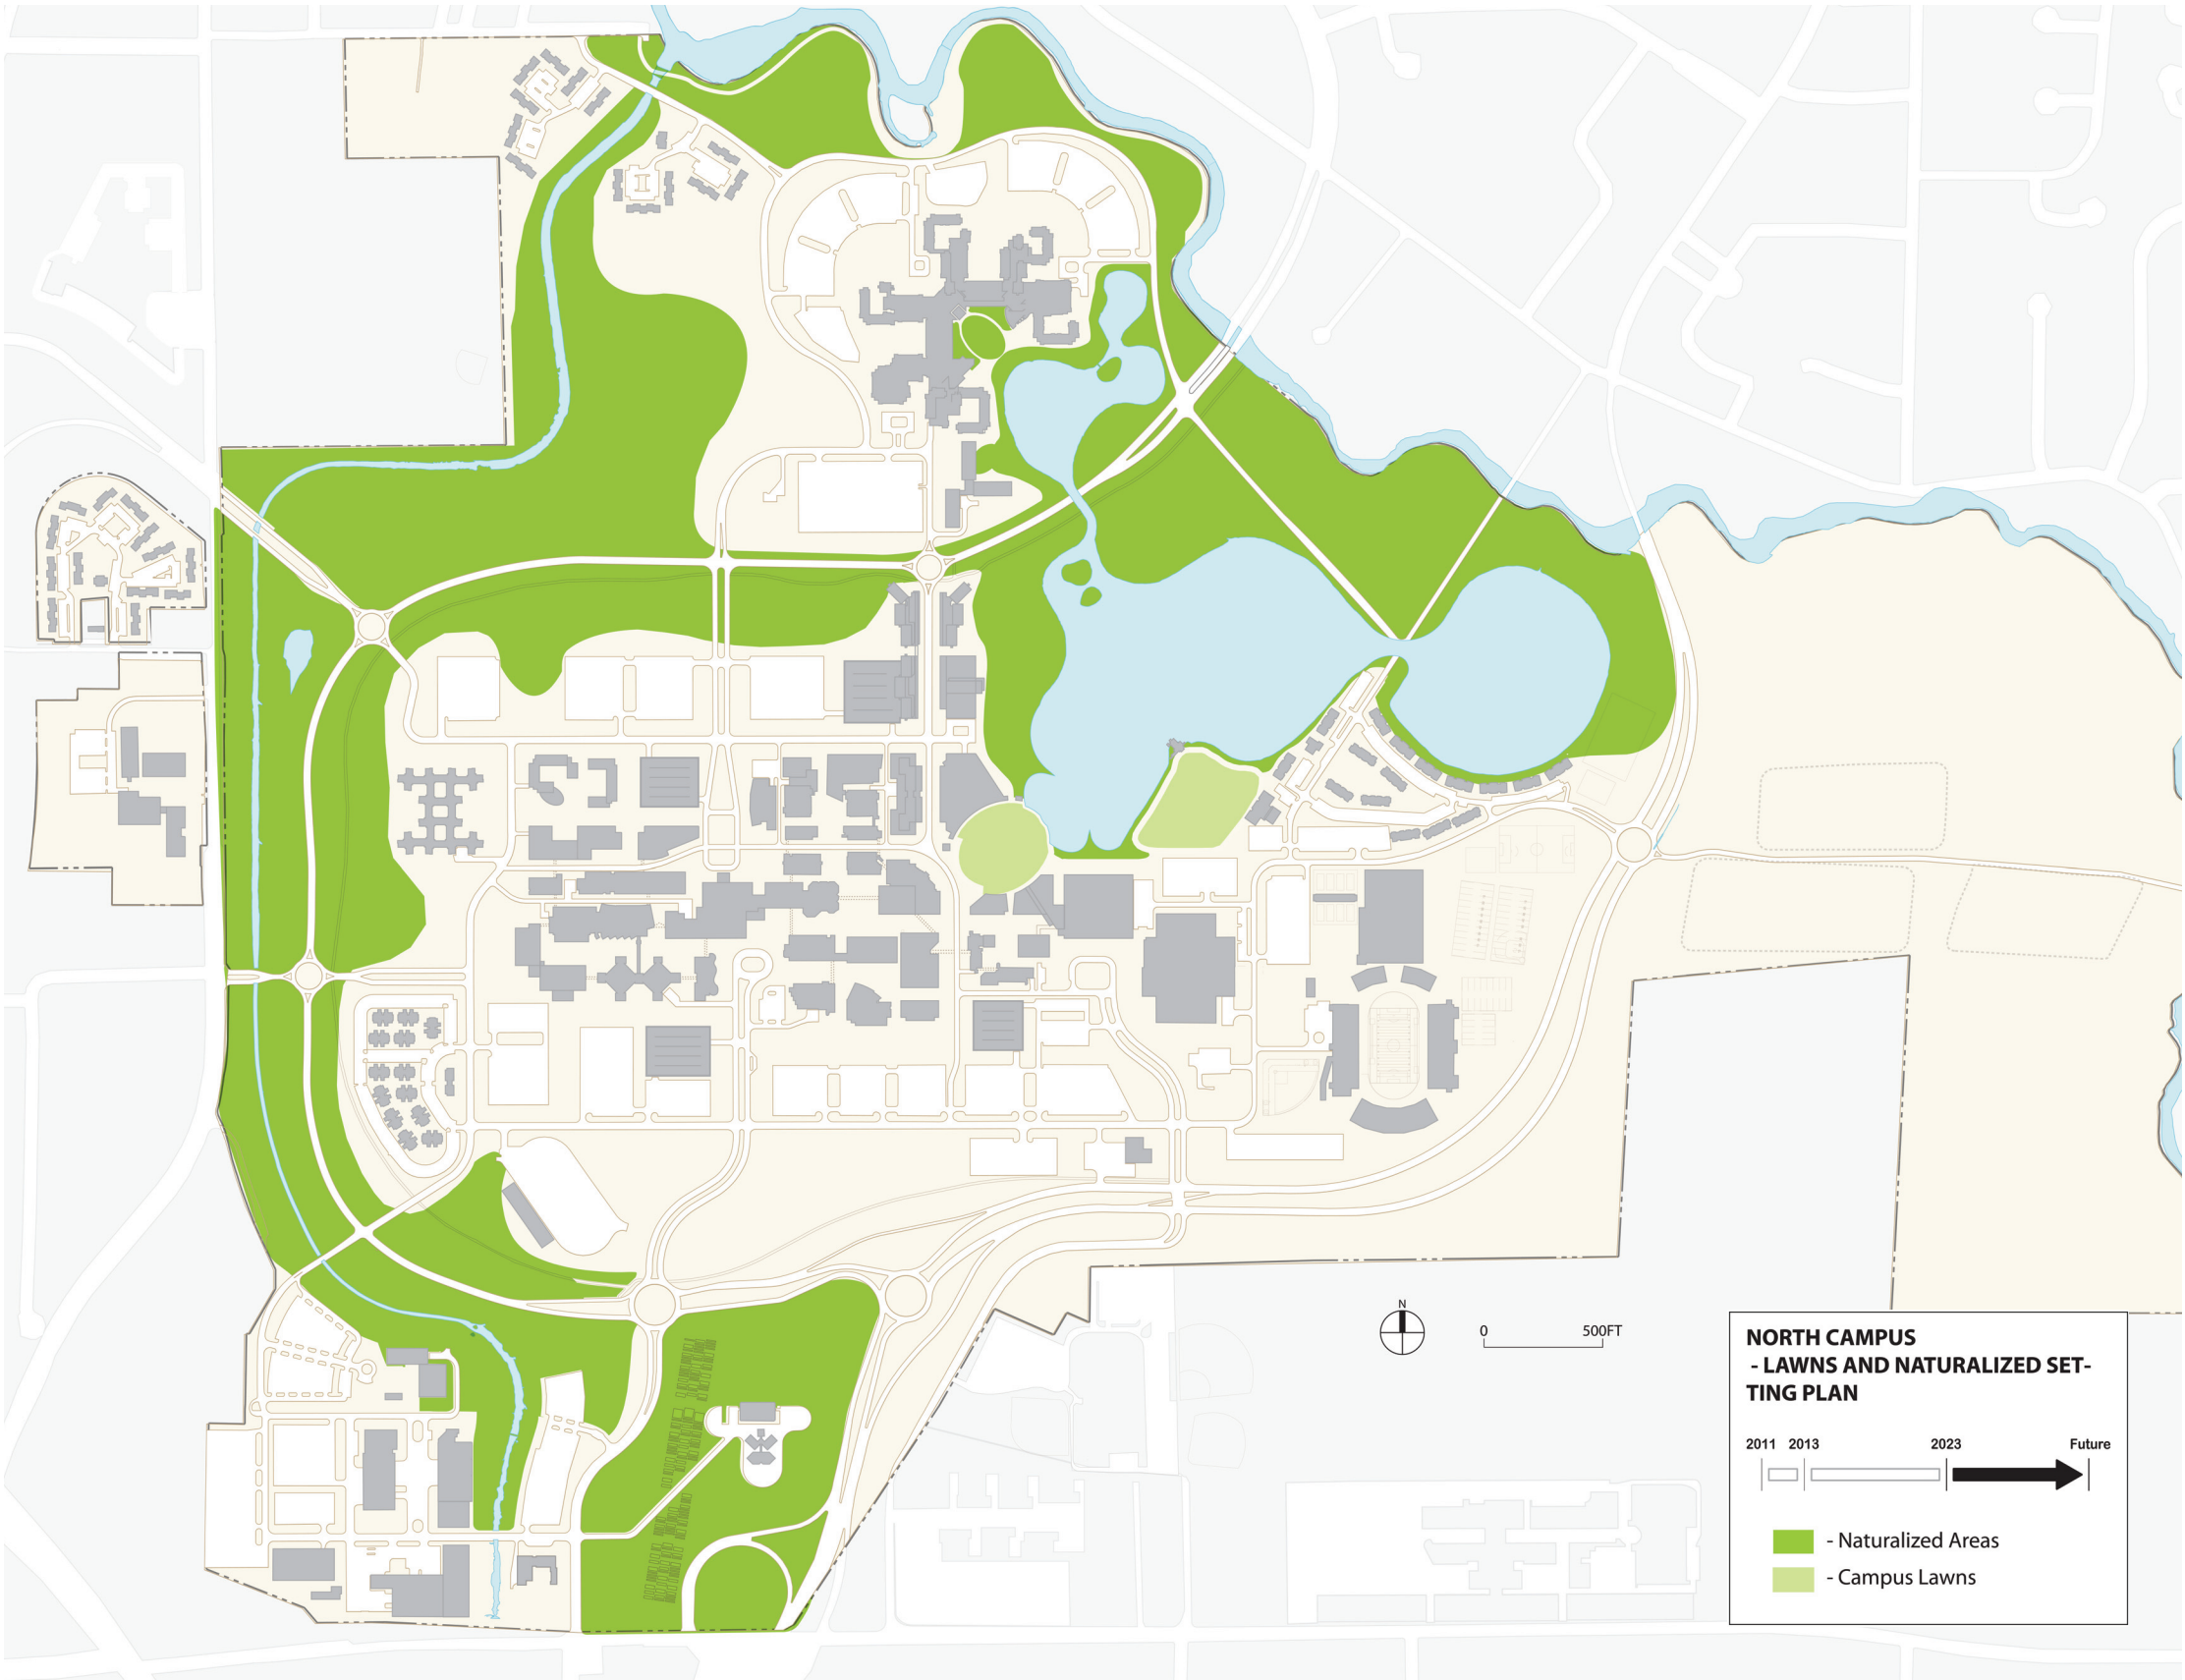 N
0 500FT
NORTH CAMPUS
- LAWNS AND NATURALIZED SET-
TING PLAN
2011 2013 2023 Future
- Naturalized Areas
- Campus Lawns